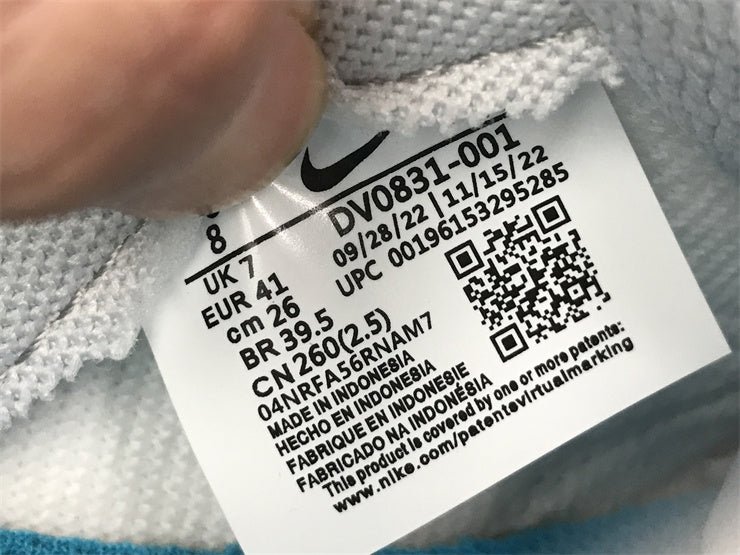 8
UK 7
EUR 41
cm 26
BR 39.5
CN 260(2.5)
DV0831-001
09/28/22 | 11/15/22
UPC 00196153295285
04NRFA56RNAM7
MADE IN INDONESIA
HECHO EN INDONESIA
FABRIQUE EN INDONESIE
FABRICADO NA INDONÉSIA
This product is covered by one or more patents:
www.nike.com/patentsvirtualmarking